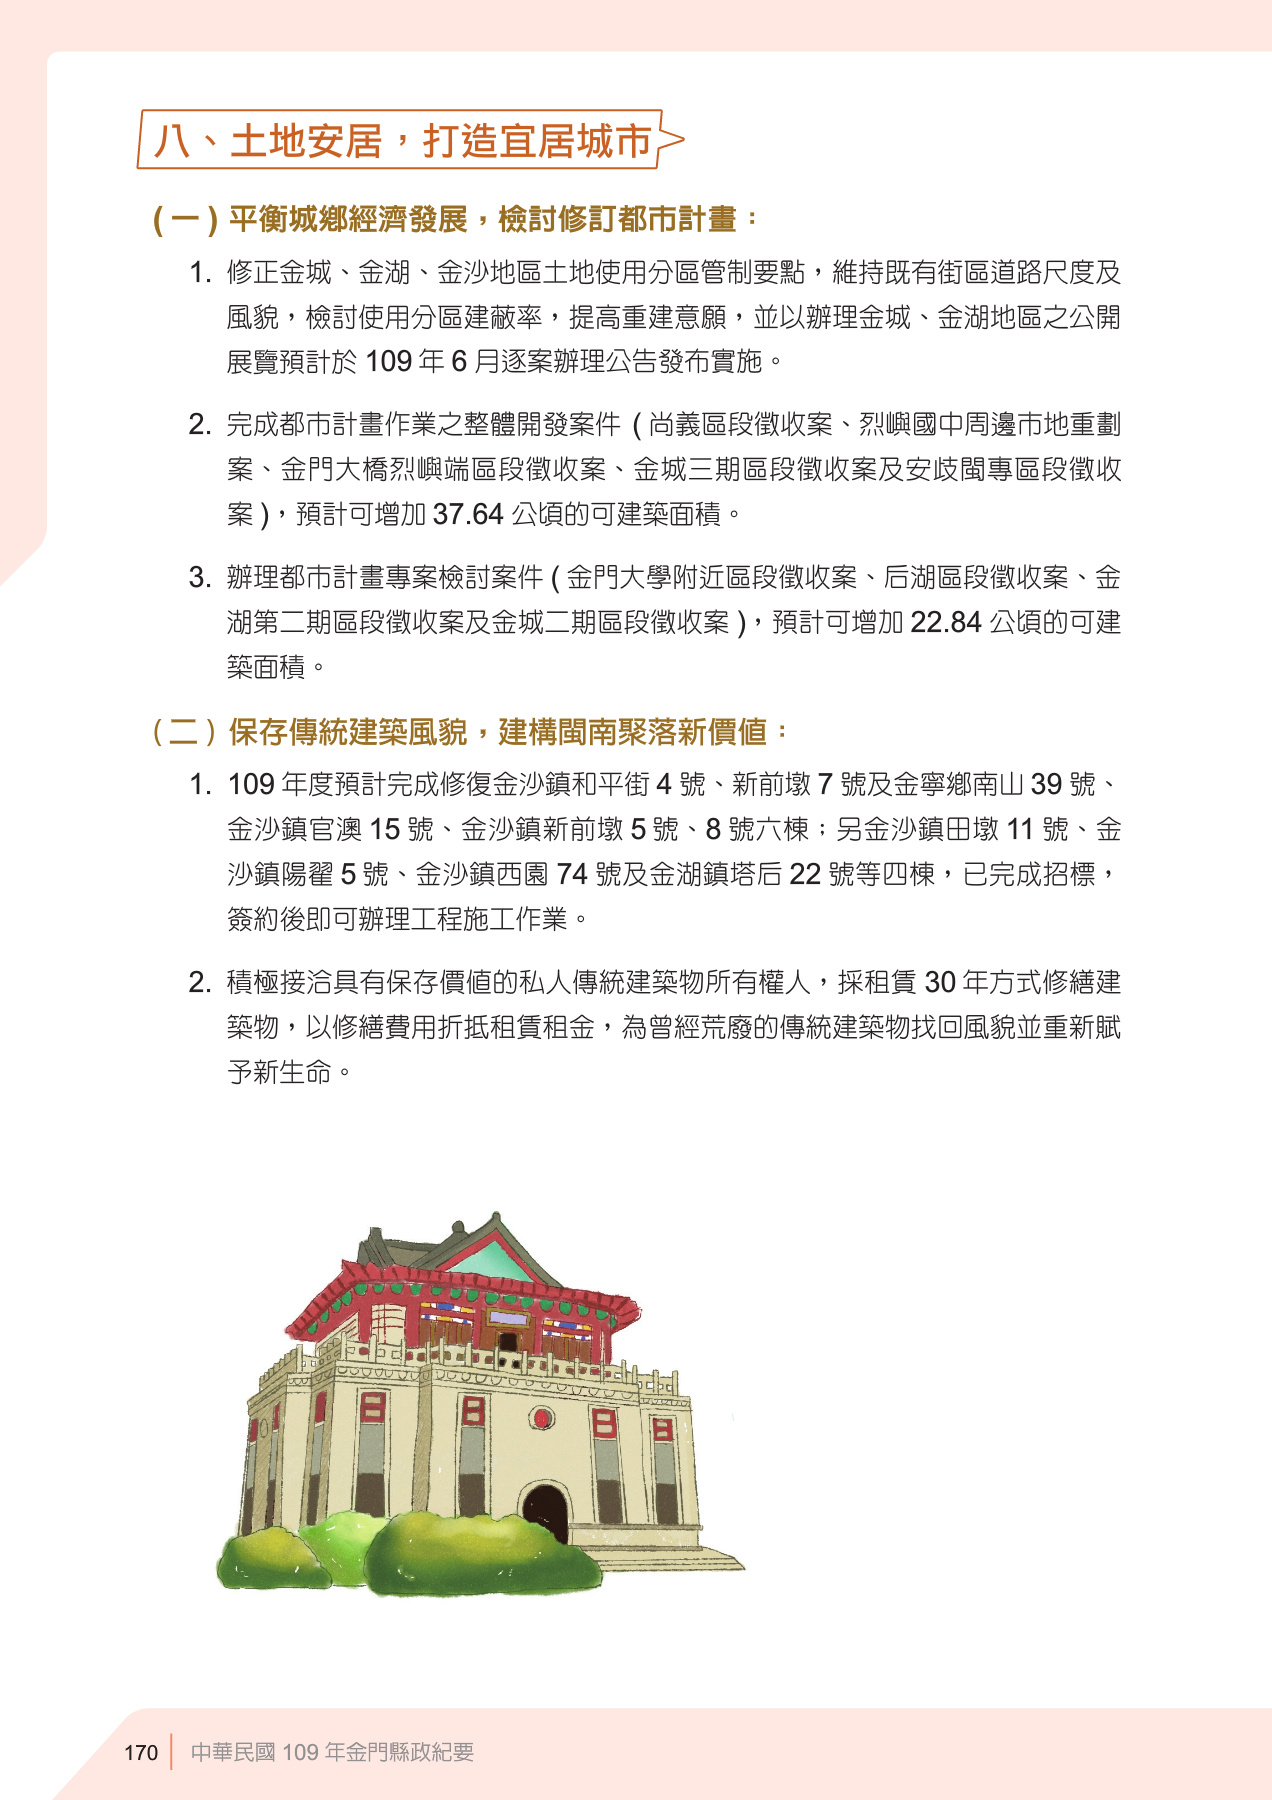 八、土地安居，打造宜居城市
(一) 平衡城鄉經濟發展，檢討修訂都市計畫：
1. 修正金城、金湖、金沙地區土地使用分區管制要點，維持既有街區道路尺度及
風貌，檢討使用分區建蔽率，提高重建意願，並以辦理金城、金湖地區之公開
展覽預計於 109 年 6 月逐案辦理公告發布實施。
2. 完成都市計畫作業之整體開發案件 ( 尚義區段徵收案、烈嶼國中周邊市地重劃
案、金門大橋烈嶼端區段徵收案、金城三期區段徵收案及安歧閩專區段徵收
案 )，預計可增加 37.64 公頃的可建築面積。
3. 辦理都市計畫專案檢討案件 ( 金門大學附近區段徵收案、后湖區段徵收案、金
湖第二期區段徵收案及金城二期區段徵收案 )，預計可增加 22.84 公頃的可建
築面積。
(二) 保存傳統建築風貌，建構閩南聚落新價值：
1. 109 年度預計完成修復金沙鎮和平街 4 號、新前墩 7 號及金寧鄉南山 39 號、
金沙鎮官澳 15 號、金沙鎮新前墩 5 號、8 號六棟；另金沙鎮田墩 11 號、金
沙鎮陽翟 5 號、金沙鎮西園 74 號及金湖鎮塔后 22 號等四棟，已完成招標，
簽約後即可辦理工程施工作業。
2. 積極接洽具有保存價值的私人傳統建築物所有權人，採租賃 30 年方式修繕建
築物，以修繕費用折抵租賃租金，為曾經荒廢的傳統建築物找回風貌並重新賦
予新生命。
170 中華民國 109 年金門縣政紀要